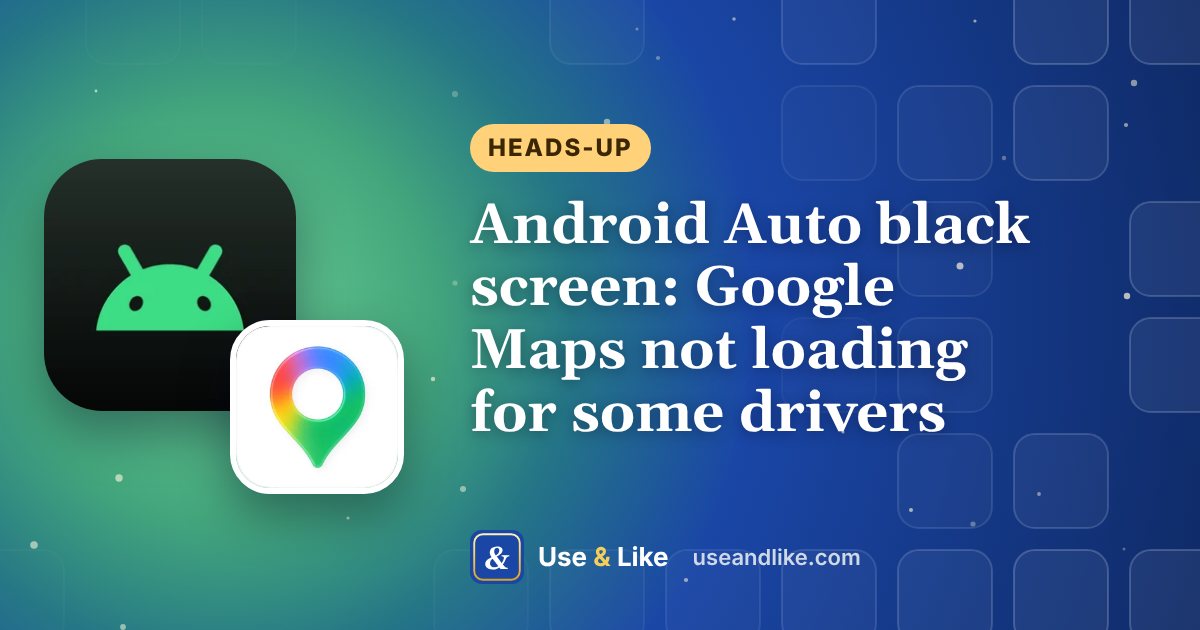 HEADS-UP
Android Auto black
screen: Google
Maps not loading
for some drivers
& Use & Like useandlike.com